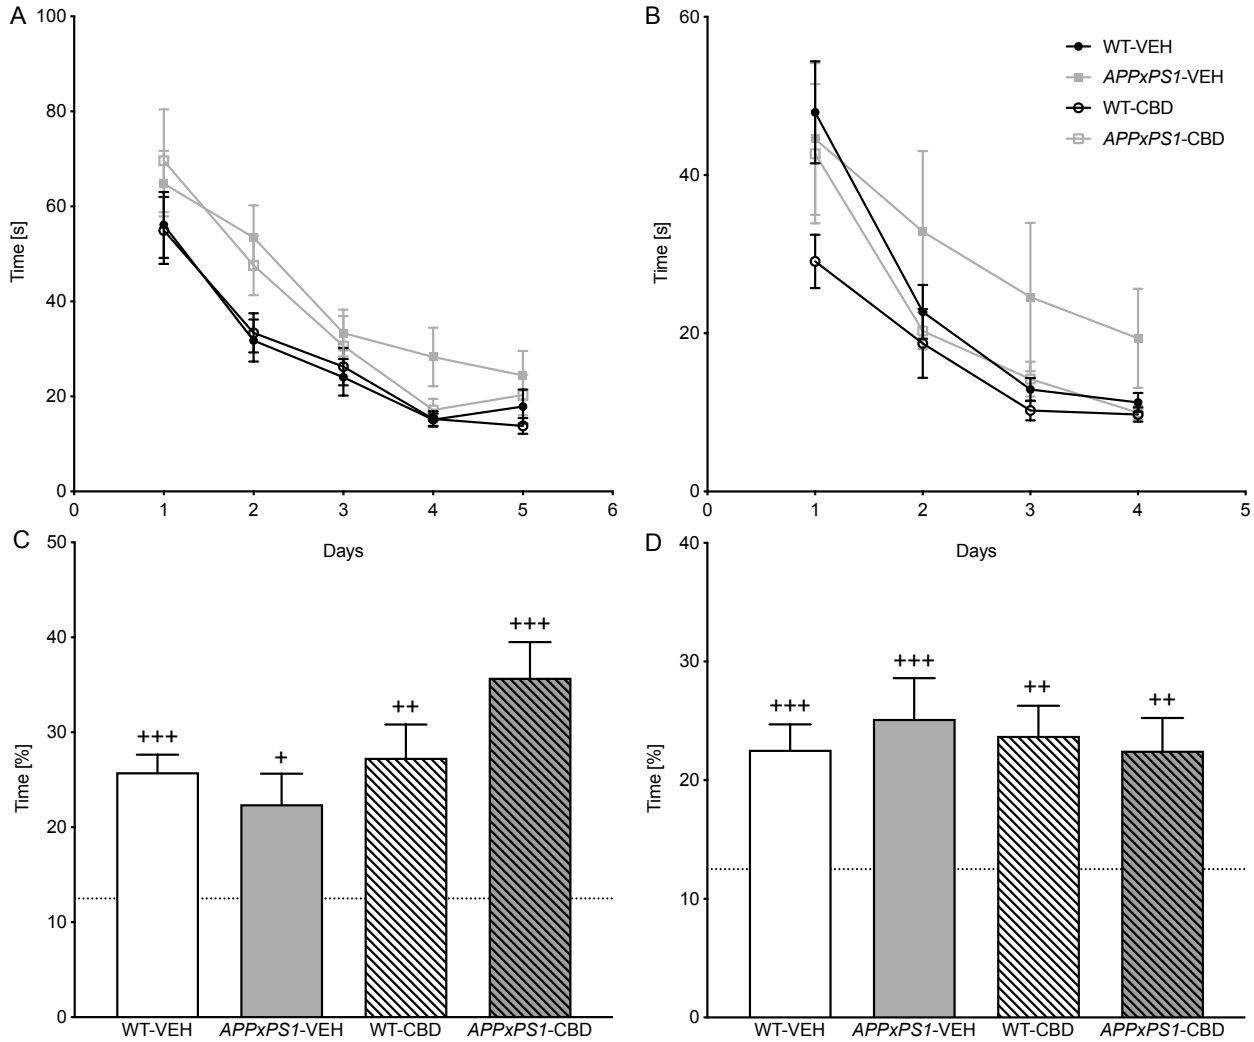 A
100
80
60
40
20
0
Time [s]
0 1 2 3 4 5 6
Days
B
60
40
20
0
Time [s]
0 1 2 3 4 5
Days
WT-VEH
APPxPS1-VEH
WT-CBD
APPxPS1-CBD
C
50
40
30
20
10
0
Time [%]
+++
+
++
+++
WT-VEH APPxPS1-VEH WT-CBD APPxPS1-CBD
D
40
30
20
10
0
Time [%]
+++
+++
++
++
WT-VEH APPxPS1-VEH WT-CBD APPxPS1-CBD